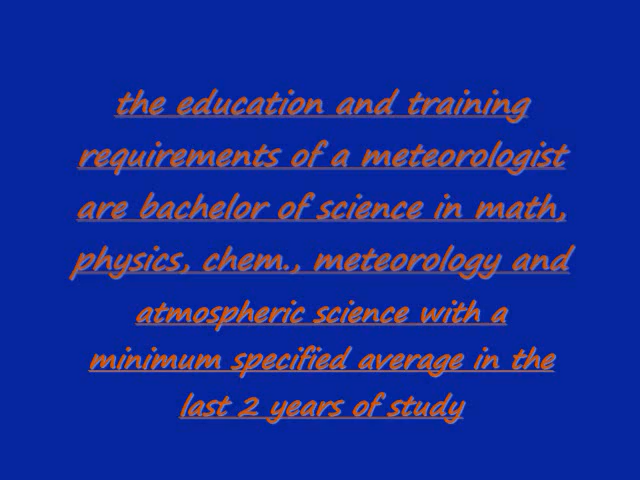 the education and training
requirements of a meteorologist
are bachelor of science in math,
physics, chem., meteorology and
atmospheric science with a
minimum specified average in the
last 2 years of study